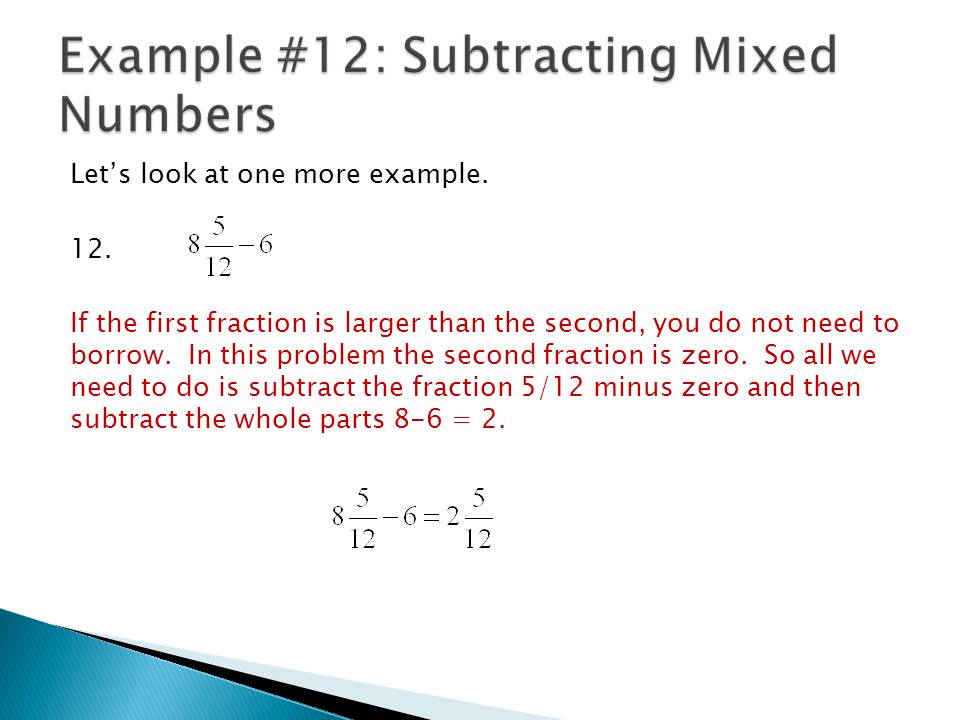 Example #12: Subtracting Mixed
Numbers
Let’s look at one more example.
12. 8 5/12 − 6
If the first fraction is larger than the second, you do not need to
borrow.  In this problem the second fraction is zero.  So all we
need to do is subtract the fraction 5/12 minus zero and then
subtract the whole parts 8-6 = 2.
8 5/12 − 6 = 2 5/12